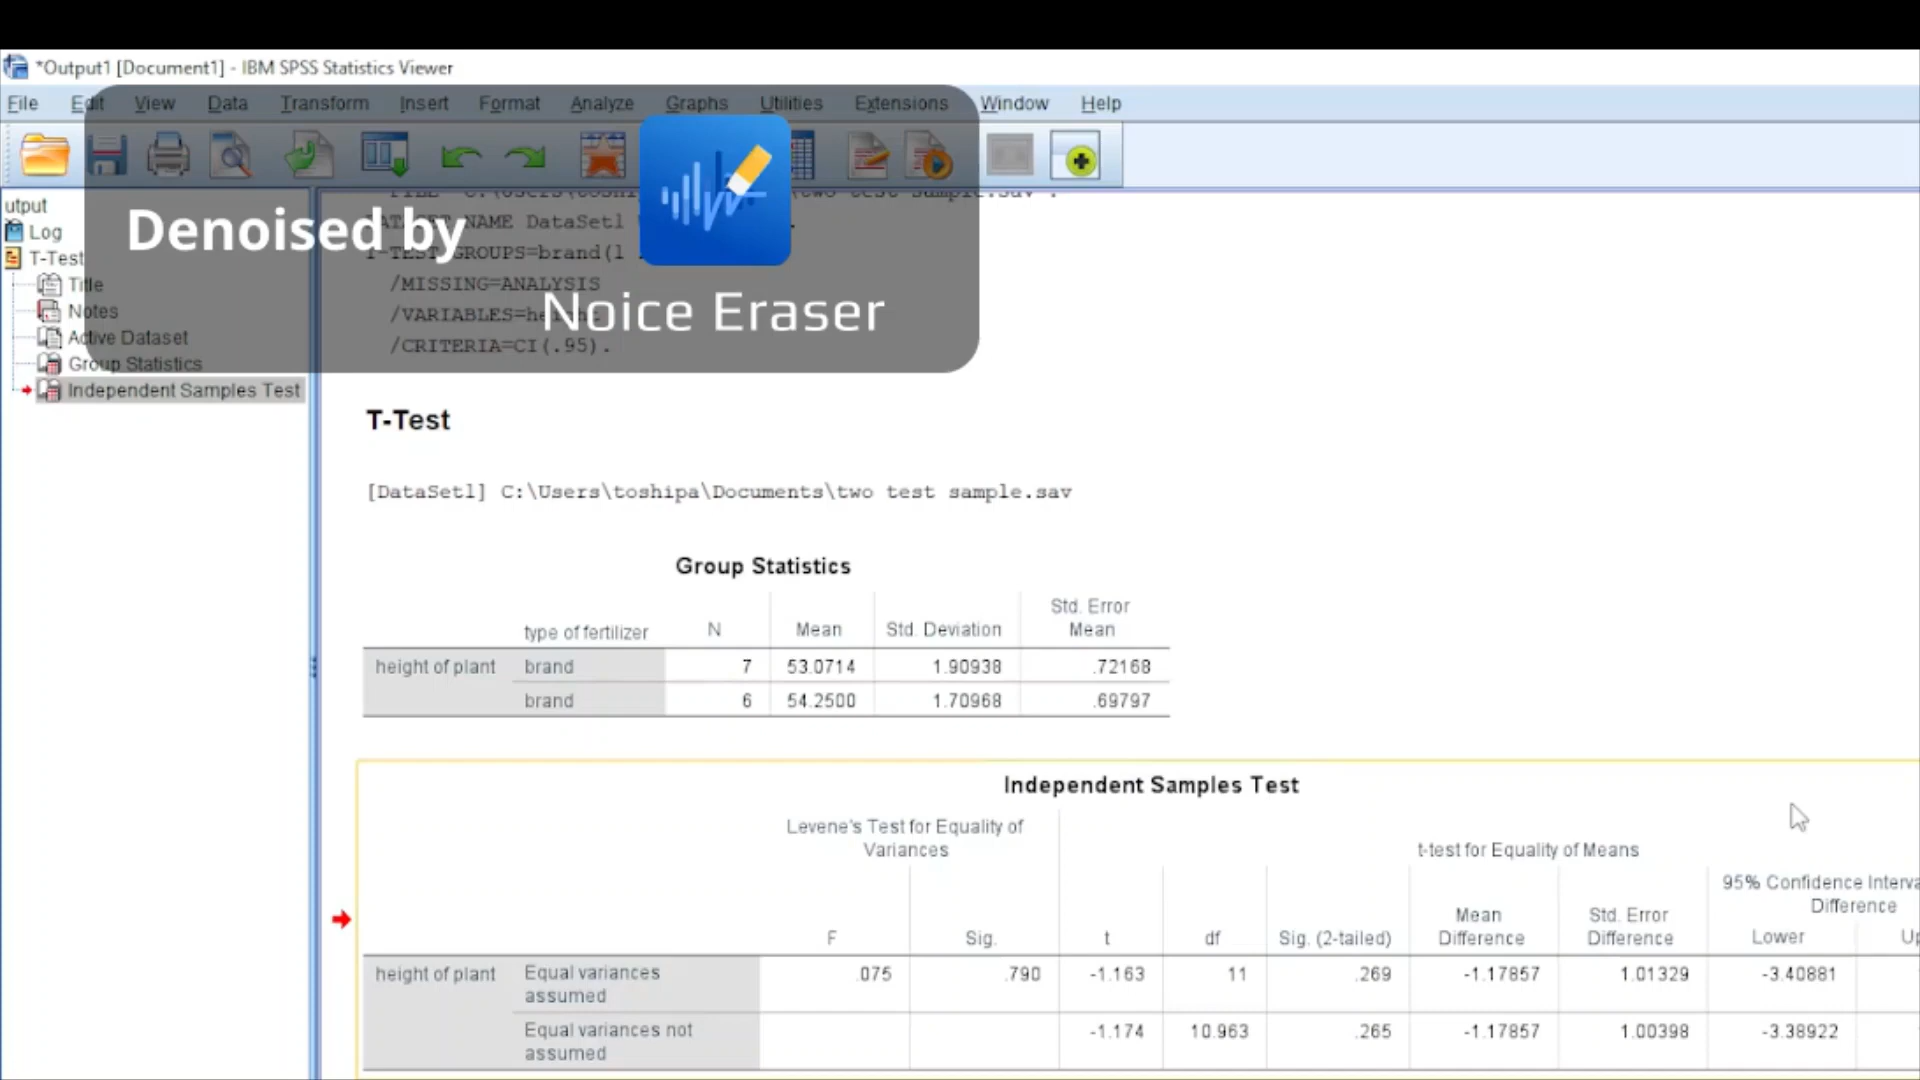 *Output1 [Document1] - IBM SPSS Statistics Viewer
File Edit View Data Transform Insert Format Analyze Graphs Utilities Extensions Window Help
Denoised by
Noice Eraser
utput
Log
T-Test
Title
Notes
Active Dataset
Group Statistics
Independent Samples Test
NAME DataSet1
T-TEST GROUPS=brand(1
/MISSING=ANALYSIS
/CRITERIA=CI(.95).
T-Test
[DataSet1] C:\Users\toshipa\Documents\two test sample.sav
Group Statistics
type of fertilizer N Mean Std. Deviation Std. Error Mean
height of plant brand 7 53.0714 1.90938 .72168
brand 6 54.2500 1.70968 .69797
Independent Samples Test
Levene's Test for Equality of Variances
t-test for Equality of Means
95% Confidence Interva
Difference
F Sig. t df Sig. (2-tailed) Mean Difference Std. Error Difference Lower Up
height of plant Equal variances assumed .075 .790 -1.163 11 .269 -1.17857 1.01329 -3.40881
Equal variances not assumed -1.174 10.963 .265 -1.17857 1.00398 -3.38922